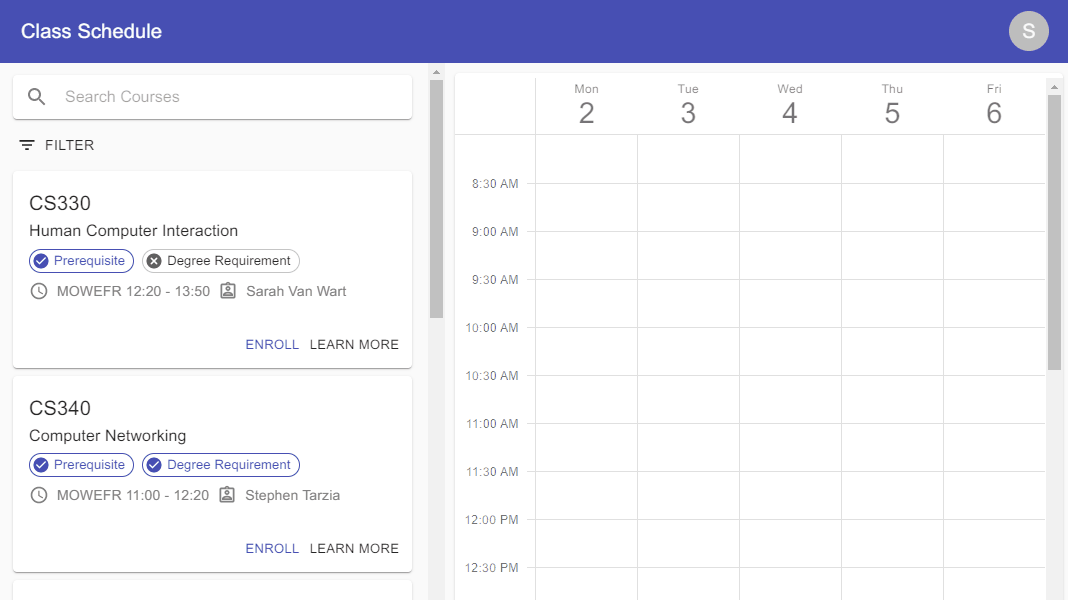 Class Schedule
S
Search Courses
FILTER
CS330
Human Computer Interaction
Prerequisite Degree Requirement
MOWEFR 12:20 - 13:50 Sarah Van Wart
ENROLL LEARN MORE
CS340
Computer Networking
Prerequisite Degree Requirement
MOWEFR 11:00 - 12:20 Stephen Tarzia
ENROLL LEARN MORE
Mon Tue Wed Thu Fri
2 3 4 5 6
8:30 AM
9:00 AM
9:30 AM
10:00 AM
10:30 AM
11:00 AM
11:30 AM
12:00 PM
12:30 PM